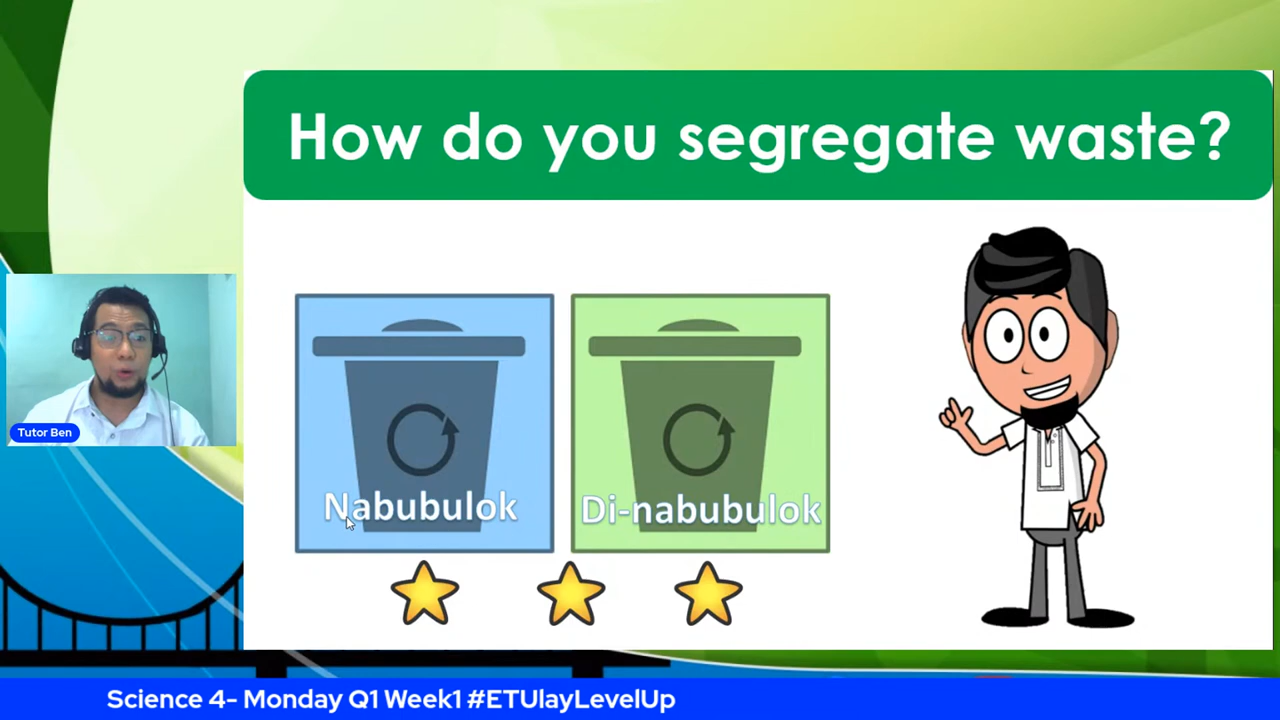 How do you segregate waste?
Nabubulok
Di-nabubulok
Tutor Ben
Science 4- Monday Q1 Week1 #ETUlayLevelUp